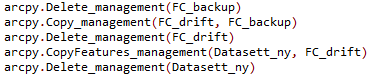 arcpy.Delete_management(FC_backup)
arcpy.Copy_management(FC_drift, FC_backup)
arcpy.Delete_management(FC_drift)
arcpy.CopyFeatures_management(Datasett_ny, FC_drift)
arcpy.Delete_management(Datasett_ny)